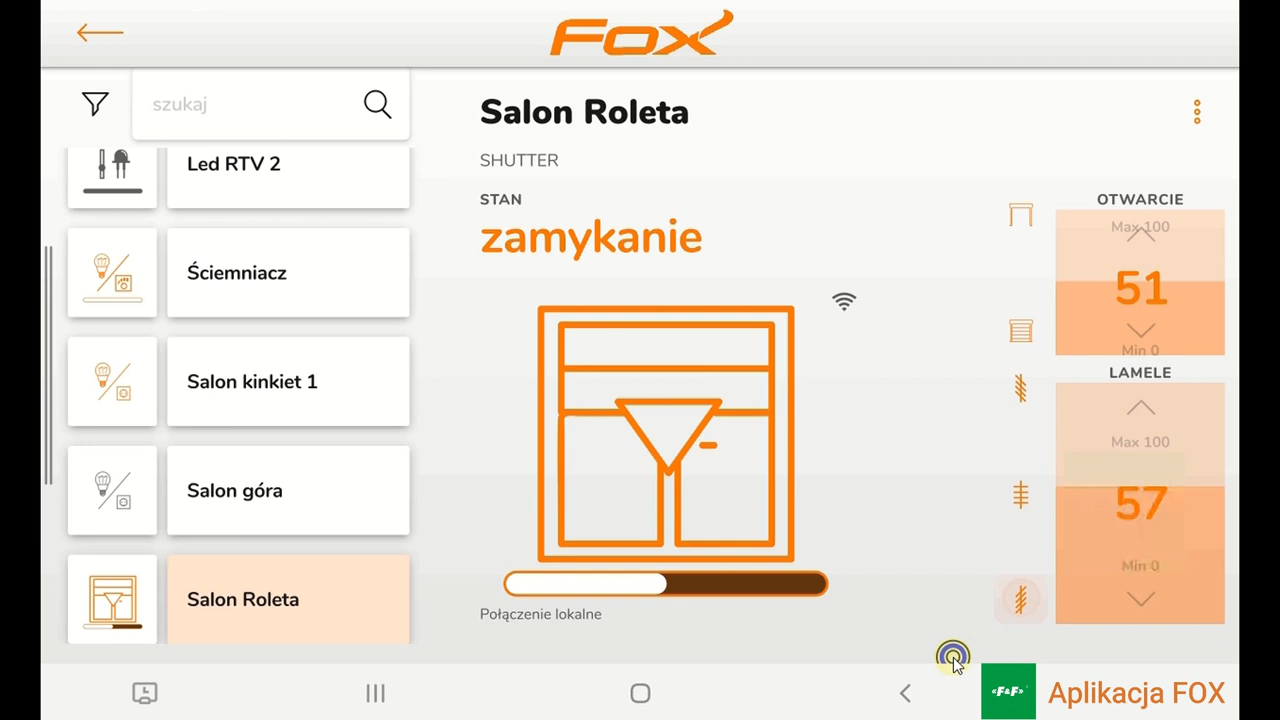 Fox
szukaj
Led RTV 2
Ściemniacz
Salon kinkiet 1
Salon góra
Salon Roleta
Salon Roleta
SHUTTER
STAN
zamykanie
Połączenie lokalne
OTWARCIE
Max 100
51
Min 0
LAMELE
Max 100
57
Min 0
«F&F»
Aplikacja FOX